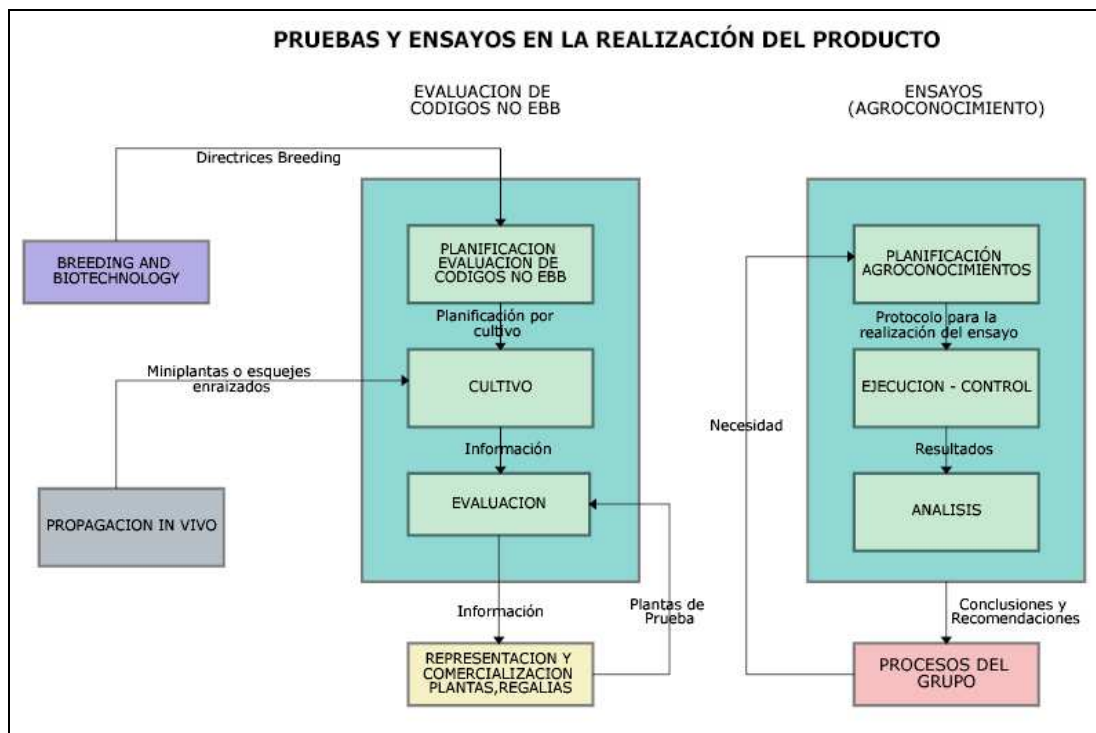 PRUEBAS Y ENSAYOS EN LA REALIZACIÓN DEL PRODUCTO
EVALUACION DE
CODIGOS NO EBB
ENSAYOS
(AGROCONOCIMIENTO)
Directrices Breeding
BREEDING AND
BIOTECHNOLOGY
PLANIFICACION
EVALUACION DE
CODIGOS NO EBB
Planificación por
cultivo
Miniplantas o esquejes
enraizados
CULTIVO
Información
PROPAGACION IN VIVO
EVALUACION
Información
Plantas de
Prueba
REPRESENTACION Y
COMERCIALIZACION
PLANTAS,REGALIAS
PLANIFICACIÓN
AGROCONOCIMIENTOS
Protocolo para la
realización del ensayo
EJECUCION - CONTROL
Necesidad
Resultados
ANALISIS
Conclusiones y
Recomendaciones
PROCESOS DEL
GRUPO